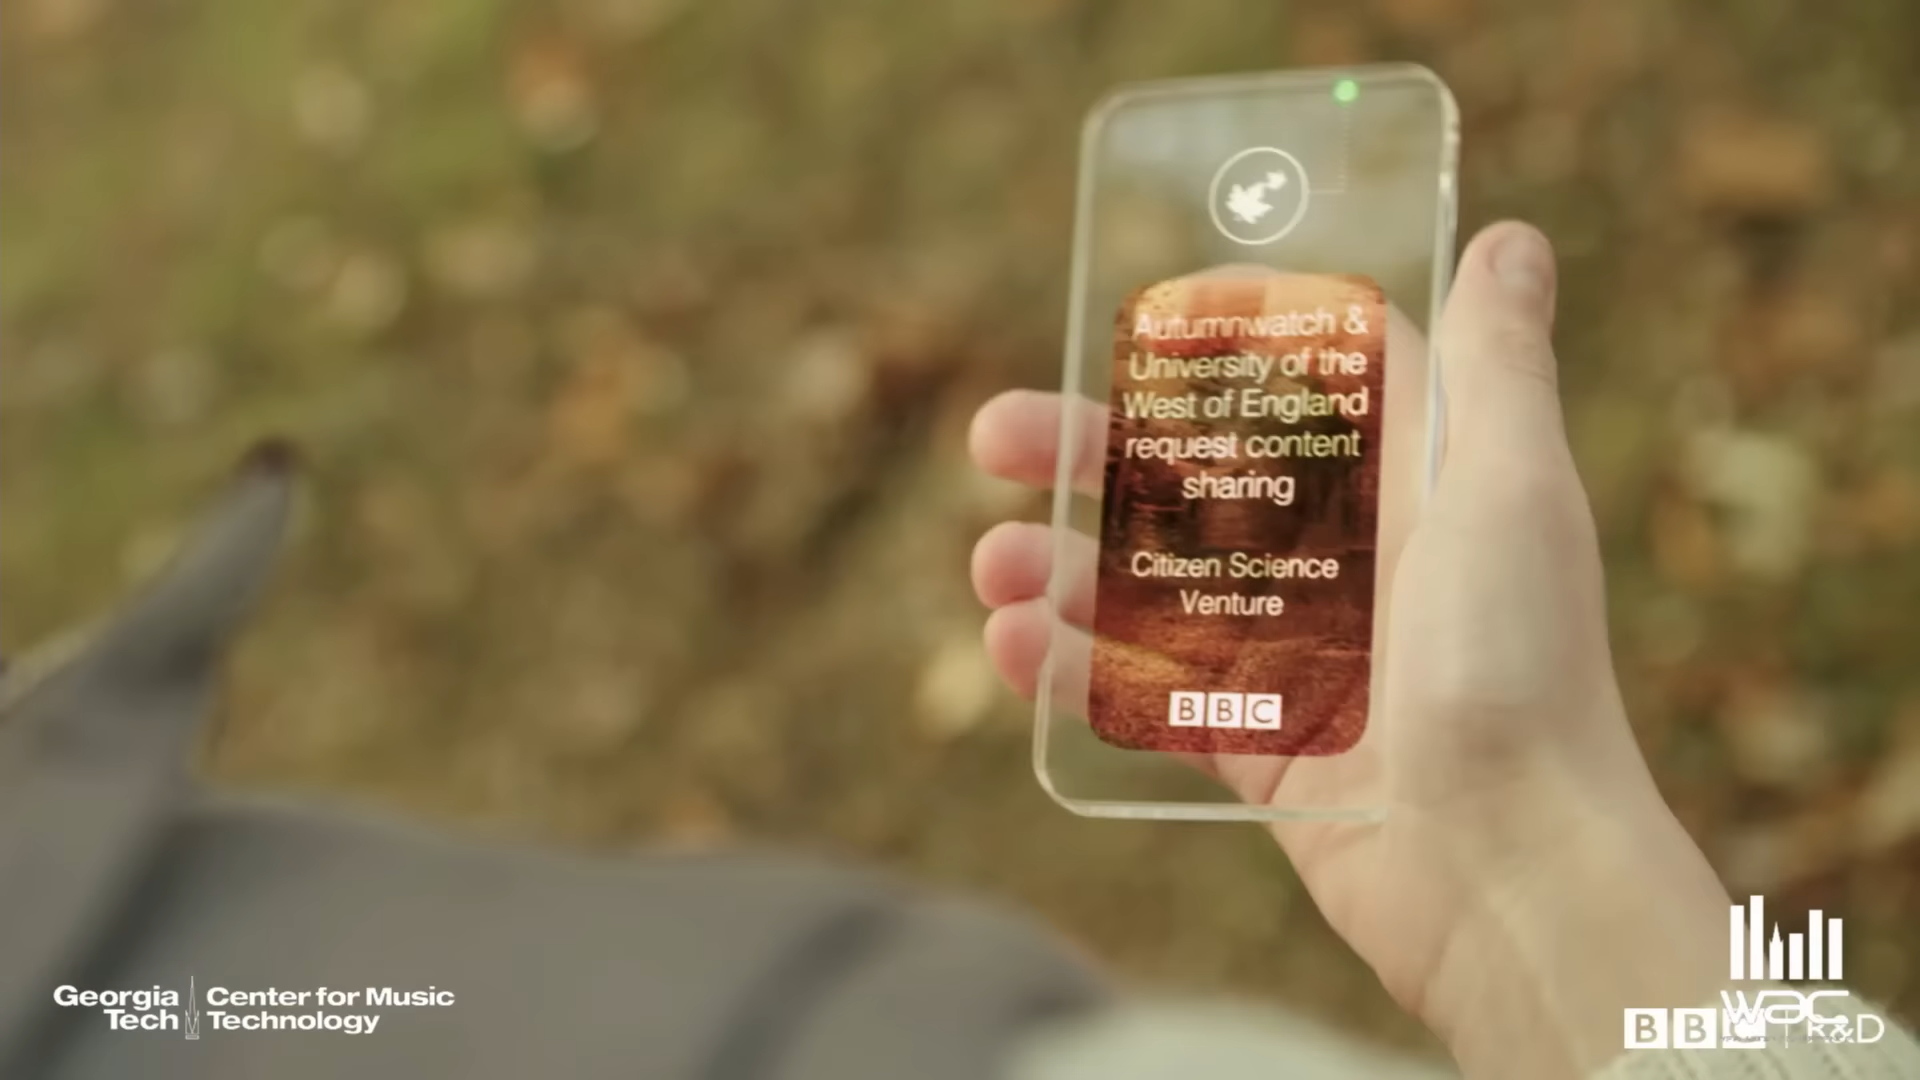 Autumnwatch &
University of the
West of England
request content
sharing
Citizen Science
Venture
BBC
Georgia Tech
Center for Music Technology
wac
BBC | R&D